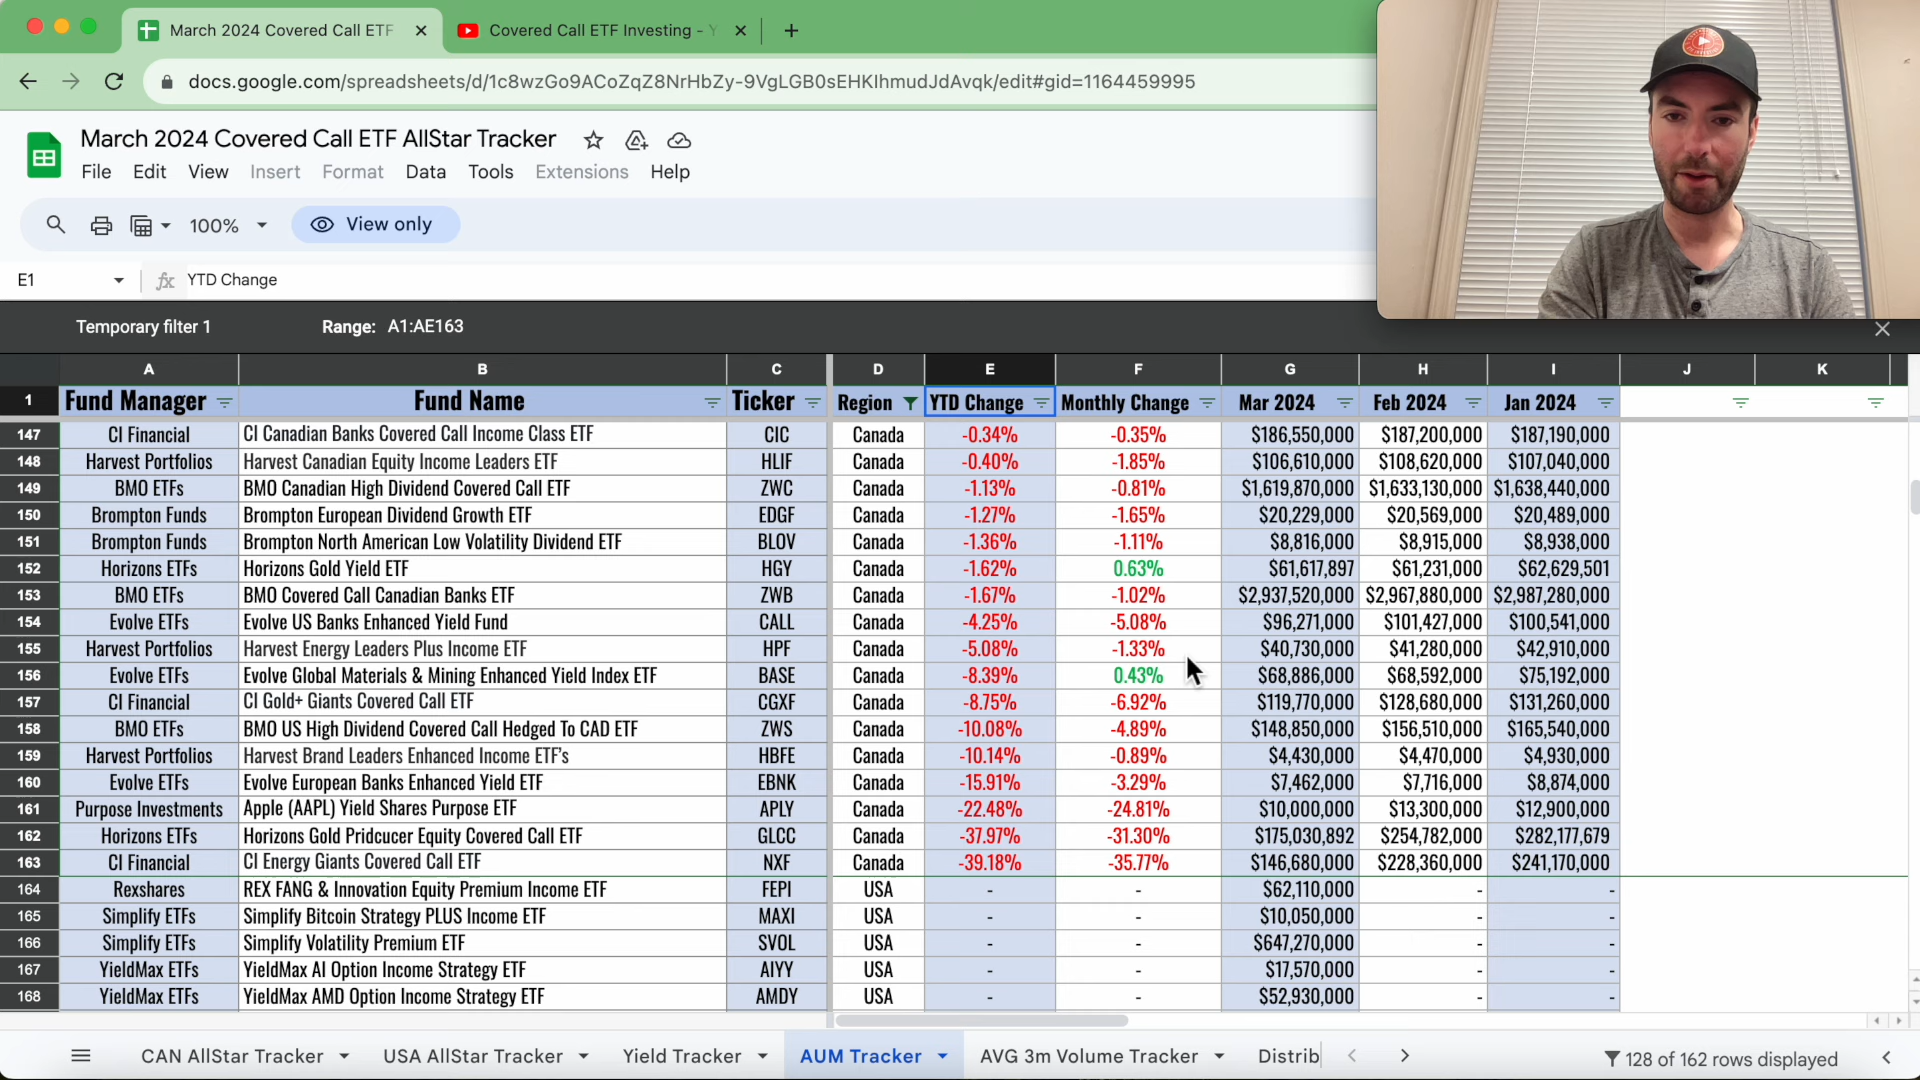 March 2024 Covered Call ETF
Covered Call ETF Investing - Y
docs.google.com/spreadsheets/d/1c8wzGo9ACoZqZ8NrHbZy-9VgLGB0sEHKIhmudJdAvqk/edit#gid=1164459995
March 2024 Covered Call ETF AllStar Tracker
File Edit View Insert Format Data Tools Extensions Help
100% View only
E1 fx YTD Change
Temporary filter 1 Range: A1:AE163
A B C D E F G H I J K
1 Fund Manager Fund Name Ticker Region YTD Change Monthly Change Mar 2024 Feb 2024 Jan 2024
147 CI Financial CI Canadian Banks Covered Call Income Class ETF CIC Canada -0.34% -0.35% $186,550,000 $187,200,000 $187,190,000
148 Harvest Portfolios Harvest Canadian Equity Income Leaders ETF HLIF Canada -0.40% -1.85% $106,610,000 $108,620,000 $107,040,000
149 BMO ETFs BMO Canadian High Dividend Covered Call ETF ZWC Canada -1.13% -0.81% $1,619,870,000 $1,633,130,000 $1,638,440,000
150 Brompton Funds Brompton European Dividend Growth ETF EDGF Canada -1.27% -1.65% $20,229,000 $20,569,000 $20,489,000
151 Brompton Funds Brompton North American Low Volatility Dividend ETF BLOV Canada -1.36% -1.11% $8,816,000 $8,915,000 $8,938,000
152 Horizons ETFs Horizons Gold Yield ETF HGY Canada -1.62% 0.63% $61,617,897 $61,231,000 $62,629,501
153 BMO ETFs BMO Covered Call Canadian Banks ETF ZWB Canada -1.67% -1.02% $2,937,520,000 $2,967,880,000 $2,987,280,000
154 Evolve ETFs Evolve US Banks Enhanced Yield Fund CALL Canada -4.25% -5.08% $96,271,000 $101,427,000 $100,541,000
155 Harvest Portfolios Harvest Energy Leaders Plus Income ETF HPF Canada -5.08% -1.33% $40,730,000 $41,280,000 $42,910,000
156 Evolve ETFs Evolve Global Materials & Mining Enhanced Yield Index ETF BASE Canada -8.39% 0.43% $68,886,000 $68,592,000 $75,192,000
157 CI Financial CI Gold+ Giants Covered Call ETF CGXF Canada -8.75% -6.92% $119,770,000 $128,680,000 $131,260,000
158 BMO ETFs BMO US High Dividend Covered Call Hedged To CAD ETF ZWS Canada -10.08% -4.89% $148,850,000 $156,510,000 $165,540,000
159 Harvest Portfolios Harvest Brand Leaders Enhanced Income ETF's HBFE Canada -10.14% -0.89% $4,430,000 $4,470,000 $4,930,000
160 Evolve ETFs Evolve European Banks Enhanced Yield ETF EBNK Canada -15.91% -3.29% $7,462,000 $7,716,000 $8,874,000
161 Purpose Investments Apple (AAPL) Yield Shares Purpose ETF APLY Canada -22.48% -24.81% $10,000,000 $13,300,000 $12,900,000
162 Horizons ETFs Horizons Gold Pridcucer Equity Covered Call ETF GLCC Canada -37.97% -31.30% $175,030,892 $254,782,000 $282,177,679
163 CI Financial CI Energy Giants Covered Call ETF NXF Canada -39.18% -35.77% $146,680,000 $228,360,000 $241,170,000
164 Rexshares REX FANG & Innovation Equity Premium Income ETF FEPI USA - - $62,110,000 - -
165 Simplify ETFs Simplify Bitcoin Strategy PLUS Income ETF MAXI USA - - $10,050,000 - -
166 Simplify ETFs Simplify Volatility Premium ETF SVOL USA - - $647,270,000 - -
167 YieldMax ETFs YieldMax AI Option Income Strategy ETF AIYY USA - - $17,570,000 - -
168 YieldMax ETFs YieldMax AMD Option Income Strategy ETF AMDY USA - - $52,930,000 - -
CAN AllStar Tracker USA AllStar Tracker Yield Tracker AUM Tracker AVG 3m Volume Tracker Distrib 128 of 162 rows displayed